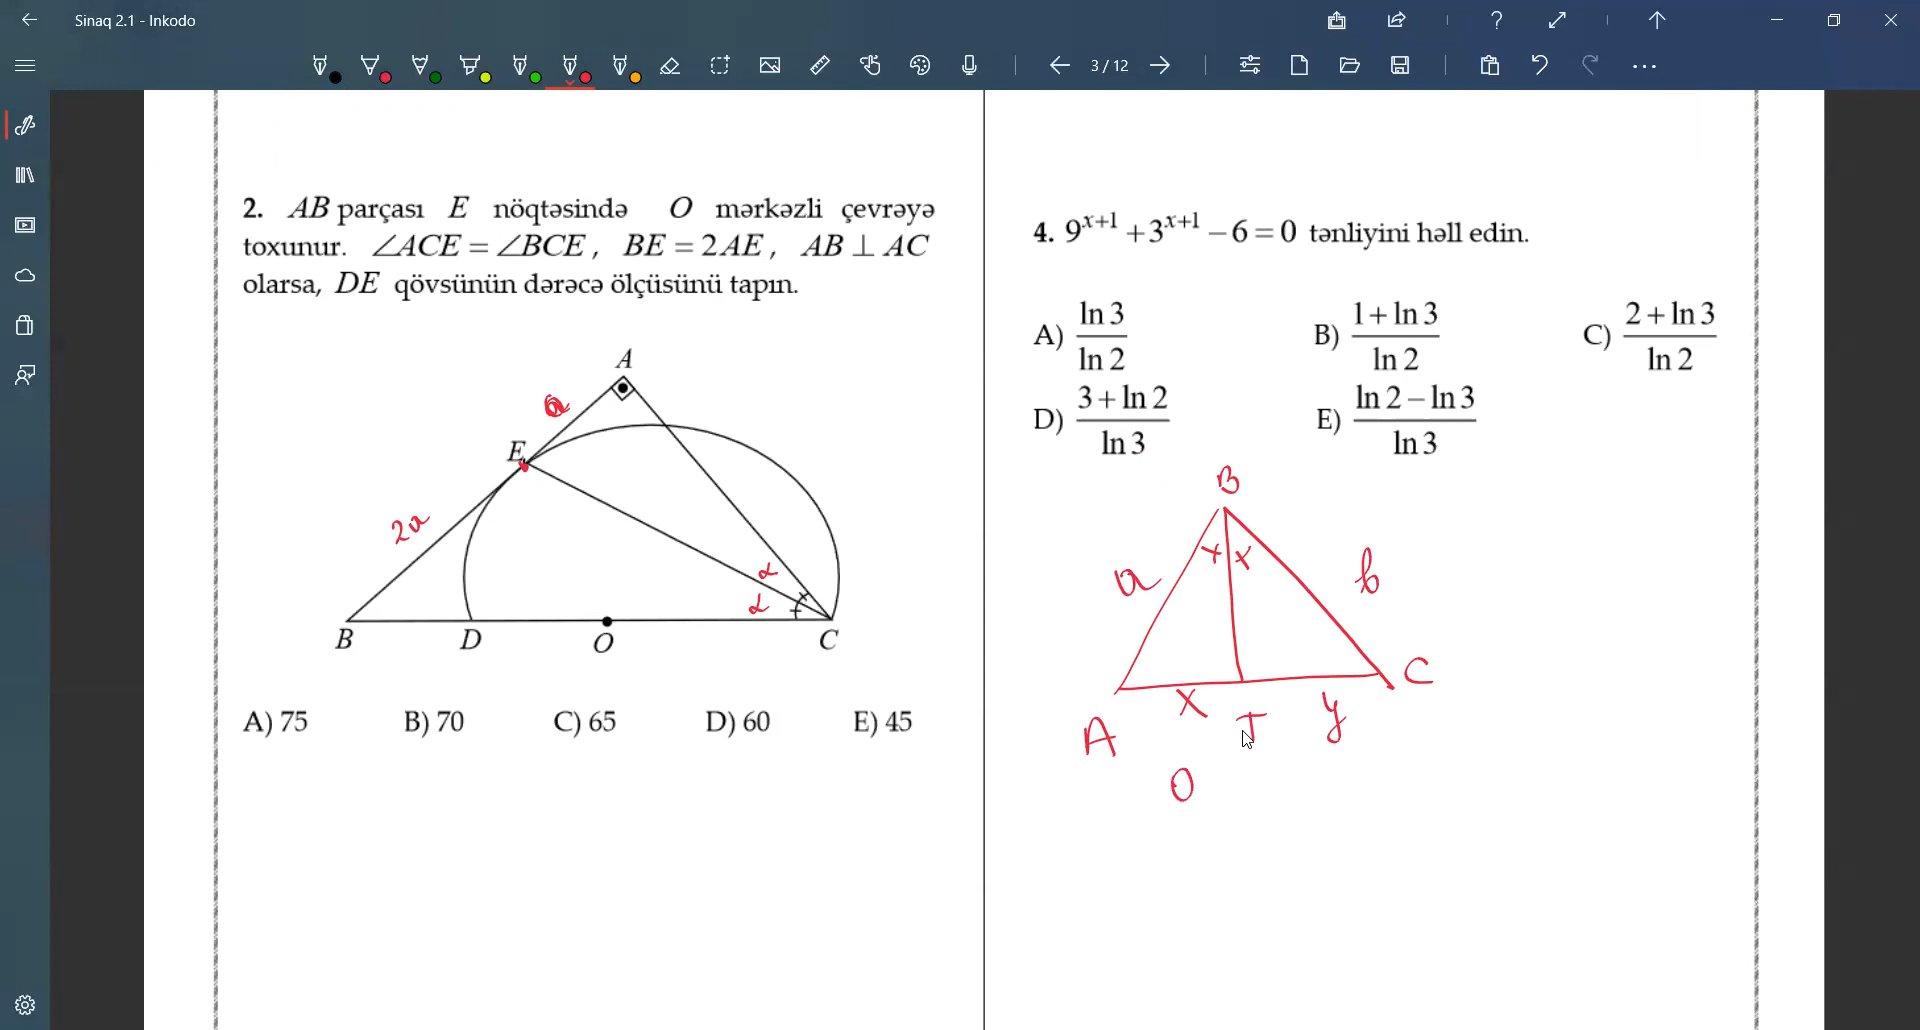 Sinaq 2.1 - Inkodo
3 / 12
2. AB parçası E nöqtəsində O mərkəzli çevrəyə
toxunur. ∠ACE = ∠BCE, BE = 2AE, AB ⊥ AC
olarsa, DE qövsünün dərəcə ölçüsünü tapın.
A
a
E
2a
α
α
B D O C
A) 75 B) 70 C) 65 D) 60 E) 45
4. 9^{x+1} + 3^{x+1} − 6 = 0 tənliyini həll edin.
A) ln 3 / ln 2 B) 1 + ln 3 / ln 2 C) 2 + ln 3 / ln 2
D) 3 + ln 2 / ln 3 E) ln 2 − ln 3 / ln 3
B
x x
a b
C
x y
A T
O